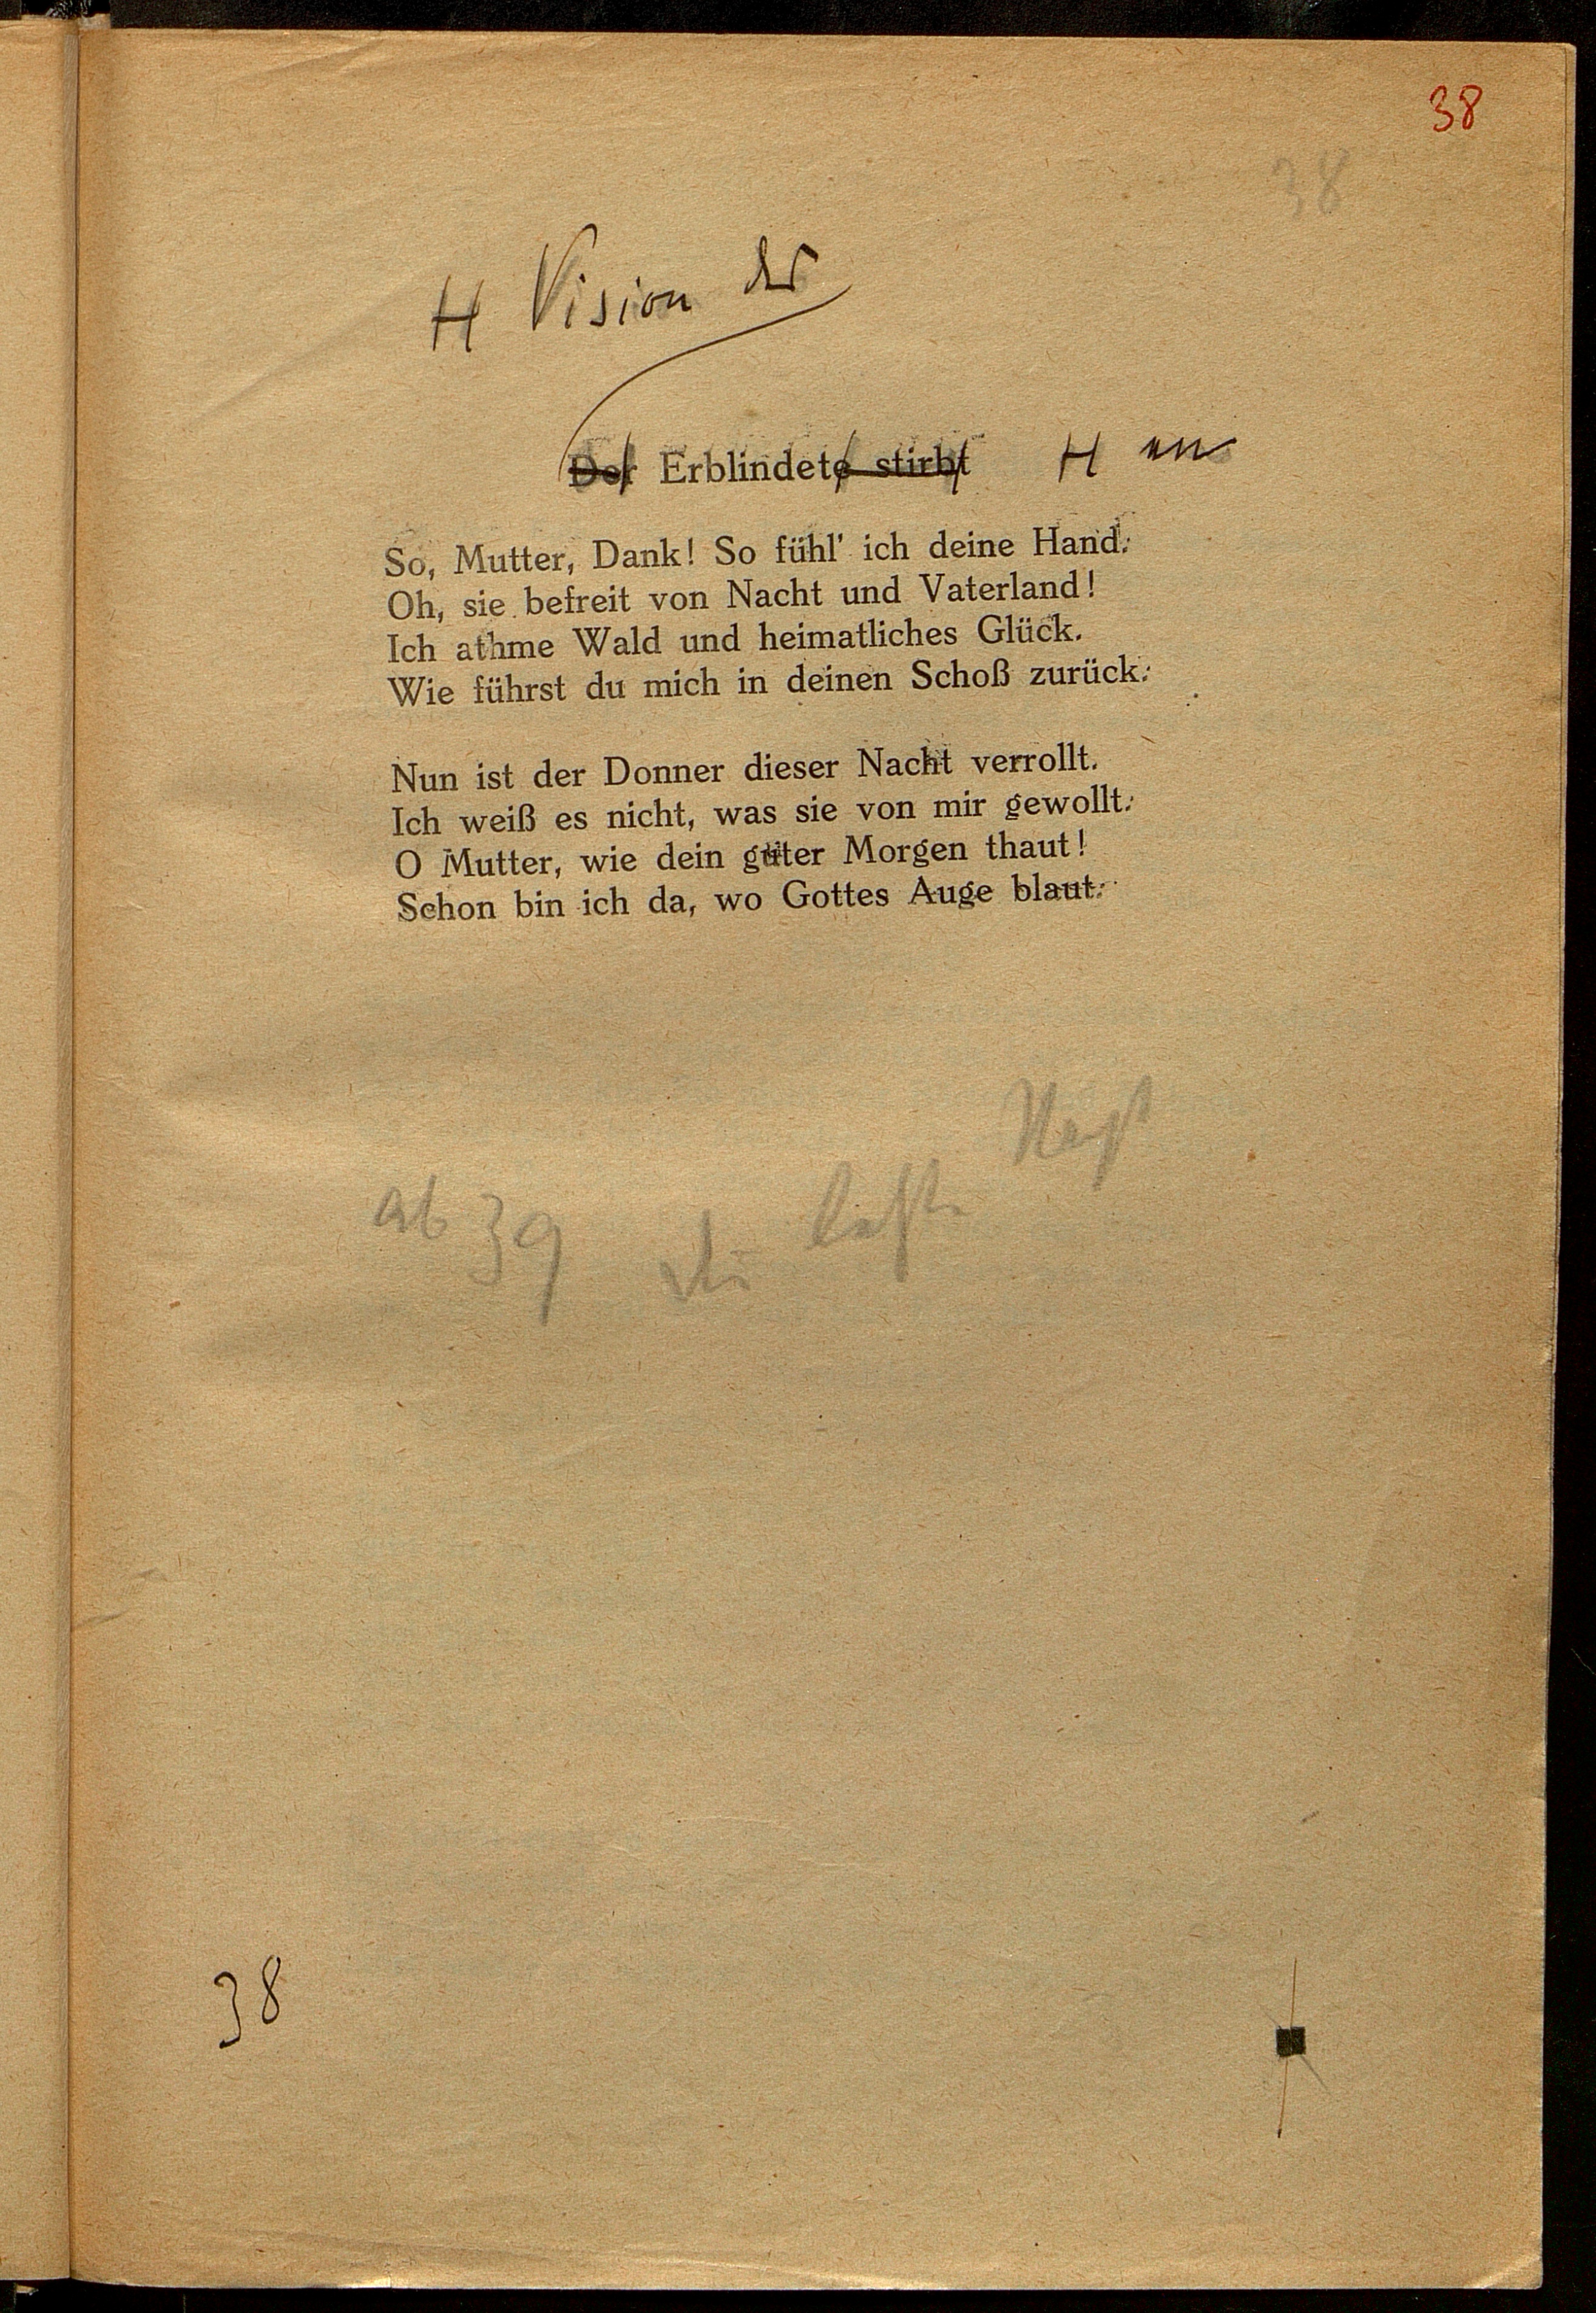 38
38
H Vision des
Der Erblindete stirbt H en
So, Mutter, Dank! So fühl' ich deine Hand.
Oh, sie befreit von Nacht und Vaterland!
Ich athme Wald und heimatliches Glück.
Wie führst du mich in deinen Schoß zurück.
Nun ist der Donner dieser Nacht verrollt.
Ich weiß es nicht, was sie von mir gewollt.
O Mutter, wie dein guter Morgen thaut!
Schon bin ich da, wo Gottes Auge blaut.
ab 39
38